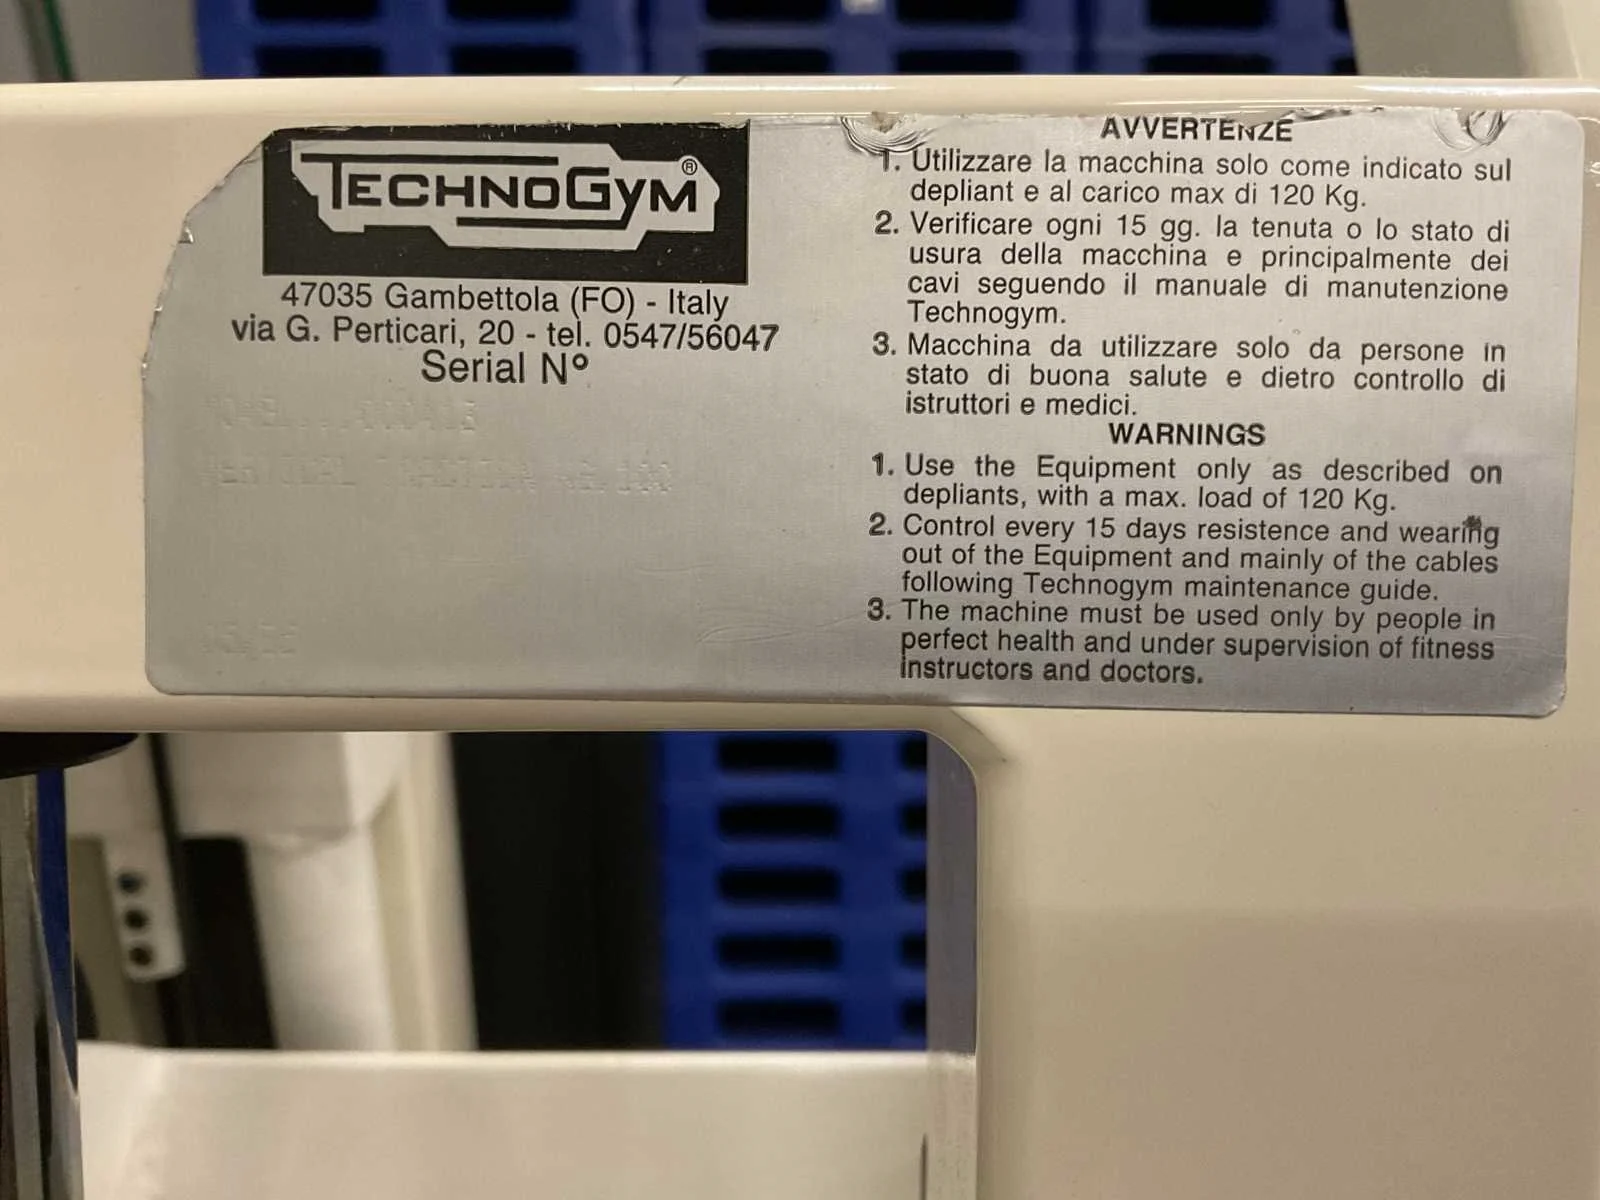 TECHNOGYM®
47035 Gambettola (FO) - Italy
via G. Perticari, 20 - tel. 0547/56047
Serial N°
AVVERTENZE
1. Utilizzare la macchina solo come indicato sul
depliant e al carico max di 120 Kg.
2. Verificare ogni 15 gg. la tenuta o lo stato di
usura della macchina e principalmente dei
cavi seguendo il manuale di manutenzione
Technogym.
3. Macchina da utilizzare solo da persone in
stato di buona salute e dietro controllo di
istruttori e medici.
WARNINGS
1. Use the Equipment only as described on
depliants, with a max. load of 120 Kg.
2. Control every 15 days resistence and wearing
out of the Equipment and mainly of the cables
following Technogym maintenance guide.
3. The machine must be used only by people in
perfect health and under supervision of fitness
instructors and doctors.